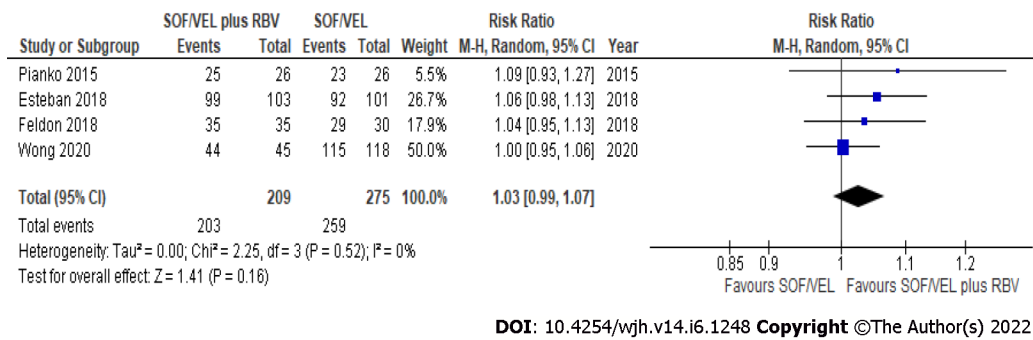 SOF/VEL plus RBV SOF/VEL Risk Ratio Risk Ratio
Study or Subgroup Events Total Events Total Weight M-H, Random, 95% CI Year M-H, Random, 95% CI
Pianko 2015 25 26 23 26 5.5% 1.09 [0.93, 1.27] 2015
Esteban 2018 99 103 92 101 26.7% 1.06 [0.98, 1.13] 2018
Feldon 2018 35 35 29 30 17.9% 1.04 [0.95, 1.13] 2018
Wong 2020 44 45 115 118 50.0% 1.00 [0.95, 1.06] 2020
Total (95% CI) 209 275 100.0% 1.03 [0.99, 1.07]
Total events 203 259
Heterogeneity: Tau² = 0.00; Chi² = 2.25, df = 3 (P = 0.52); I² = 0%
Test for overall effect: Z = 1.41 (P = 0.16)
0.85 0.9 1 1.1 1.2
Favours SOF/VEL Favours SOF/VEL plus RBV
DOI: 10.4254/wjh.v14.i6.1248 Copyright ©The Author(s) 2022